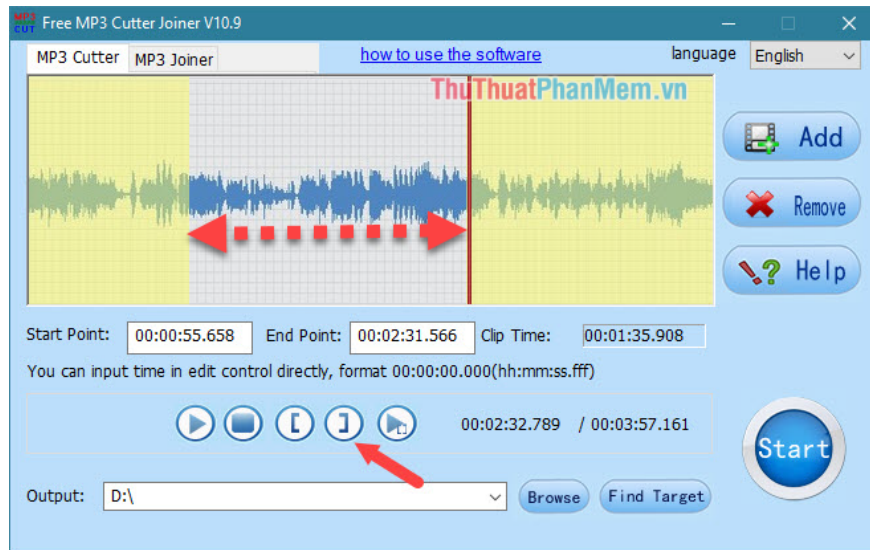 MP3 CUT Free MP3 Cutter Joiner V10.9
MP3 Cutter MP3 Joiner how to use the software language English
ThuThuatPhanMem.vn
Add
Remove
Help
Start Point: 00:00:55.658 End Point: 00:02:31.566 Clip Time: 00:01:35.908
You can input time in edit control directly, format 00:00:00.000(hh:mm:ss.fff)
00:02:32.789 / 00:03:57.161
Start
Output: D:\ Browse Find Target